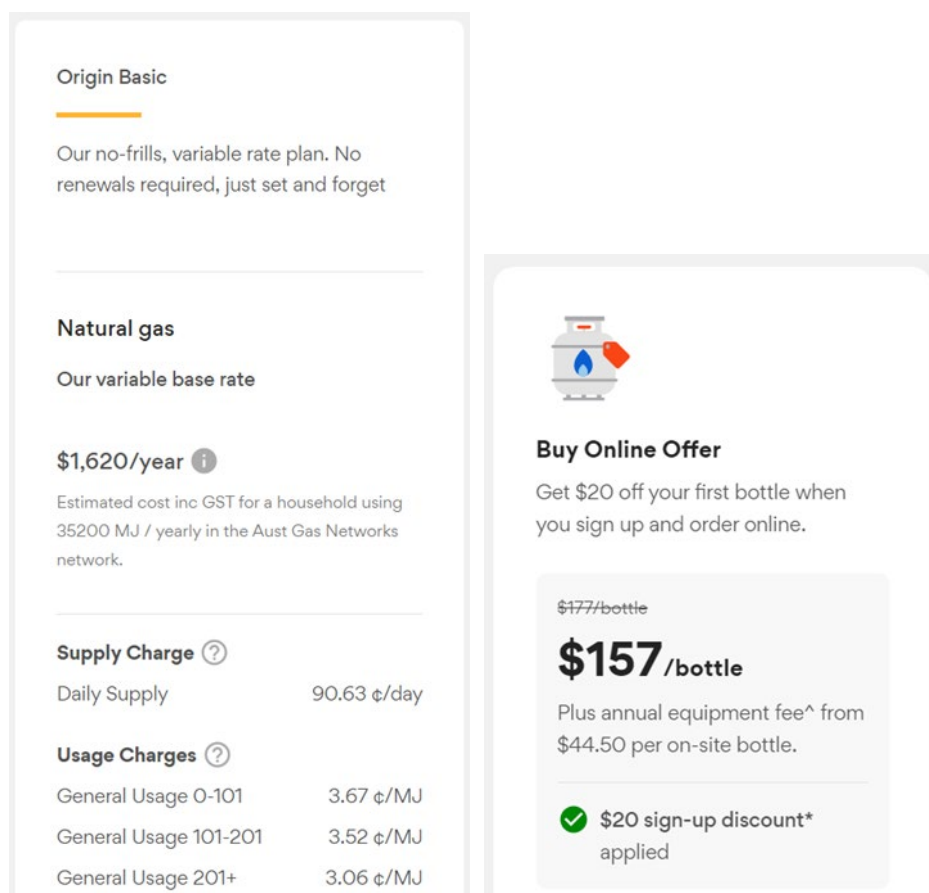 Origin Basic
Our no-frills, variable rate plan. No
renewals required, just set and forget
Natural gas
Our variable base rate
$1,620/year
Estimated cost inc GST for a household using
35200 MJ / yearly in the Aust Gas Networks
network.
Supply Charge
Daily Supply 90.63 ¢/day
Usage Charges
General Usage 0-101 3.67 ¢/MJ
General Usage 101-201 3.52 ¢/MJ
General Usage 201+ 3.06 ¢/MJ
Buy Online Offer
Get $20 off your first bottle when
you sign up and order online.
$177/bottle
$157/bottle
Plus annual equipment fee^ from
$44.50 per on-site bottle.
$20 sign-up discount*
applied